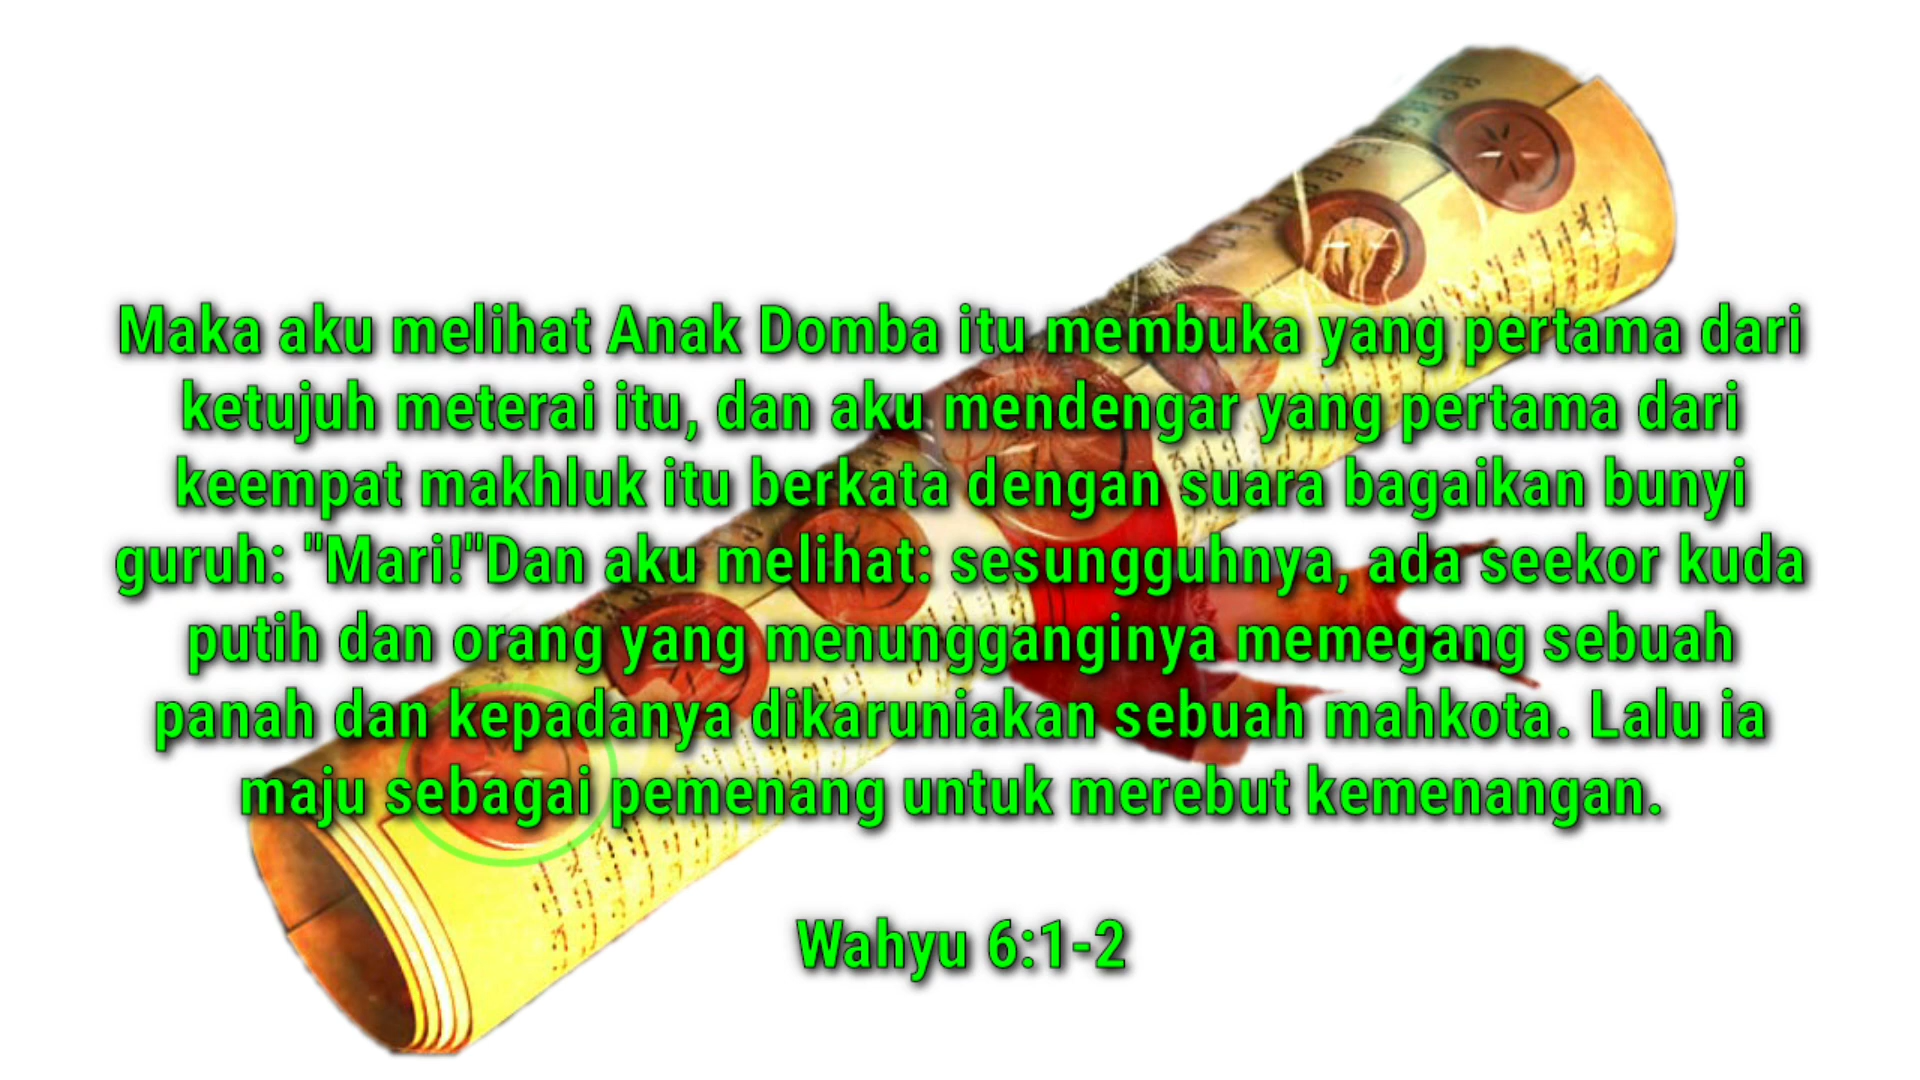 Maka aku melihat Anak Domba itu membuka yang pertama dari
ketujuh meterai itu, dan aku mendengar yang pertama dari
keempat makhluk itu berkata dengan suara bagaikan bunyi
guruh: "Mari!"Dan aku melihat: sesungguhnya, ada seekor kuda
putih dan orang yang menungganginya memegang sebuah
panah dan kepadanya dikaruniakan sebuah mahkota. Lalu ia
maju sebagai pemenang untuk merebut kemenangan.
Wahyu 6:1-2